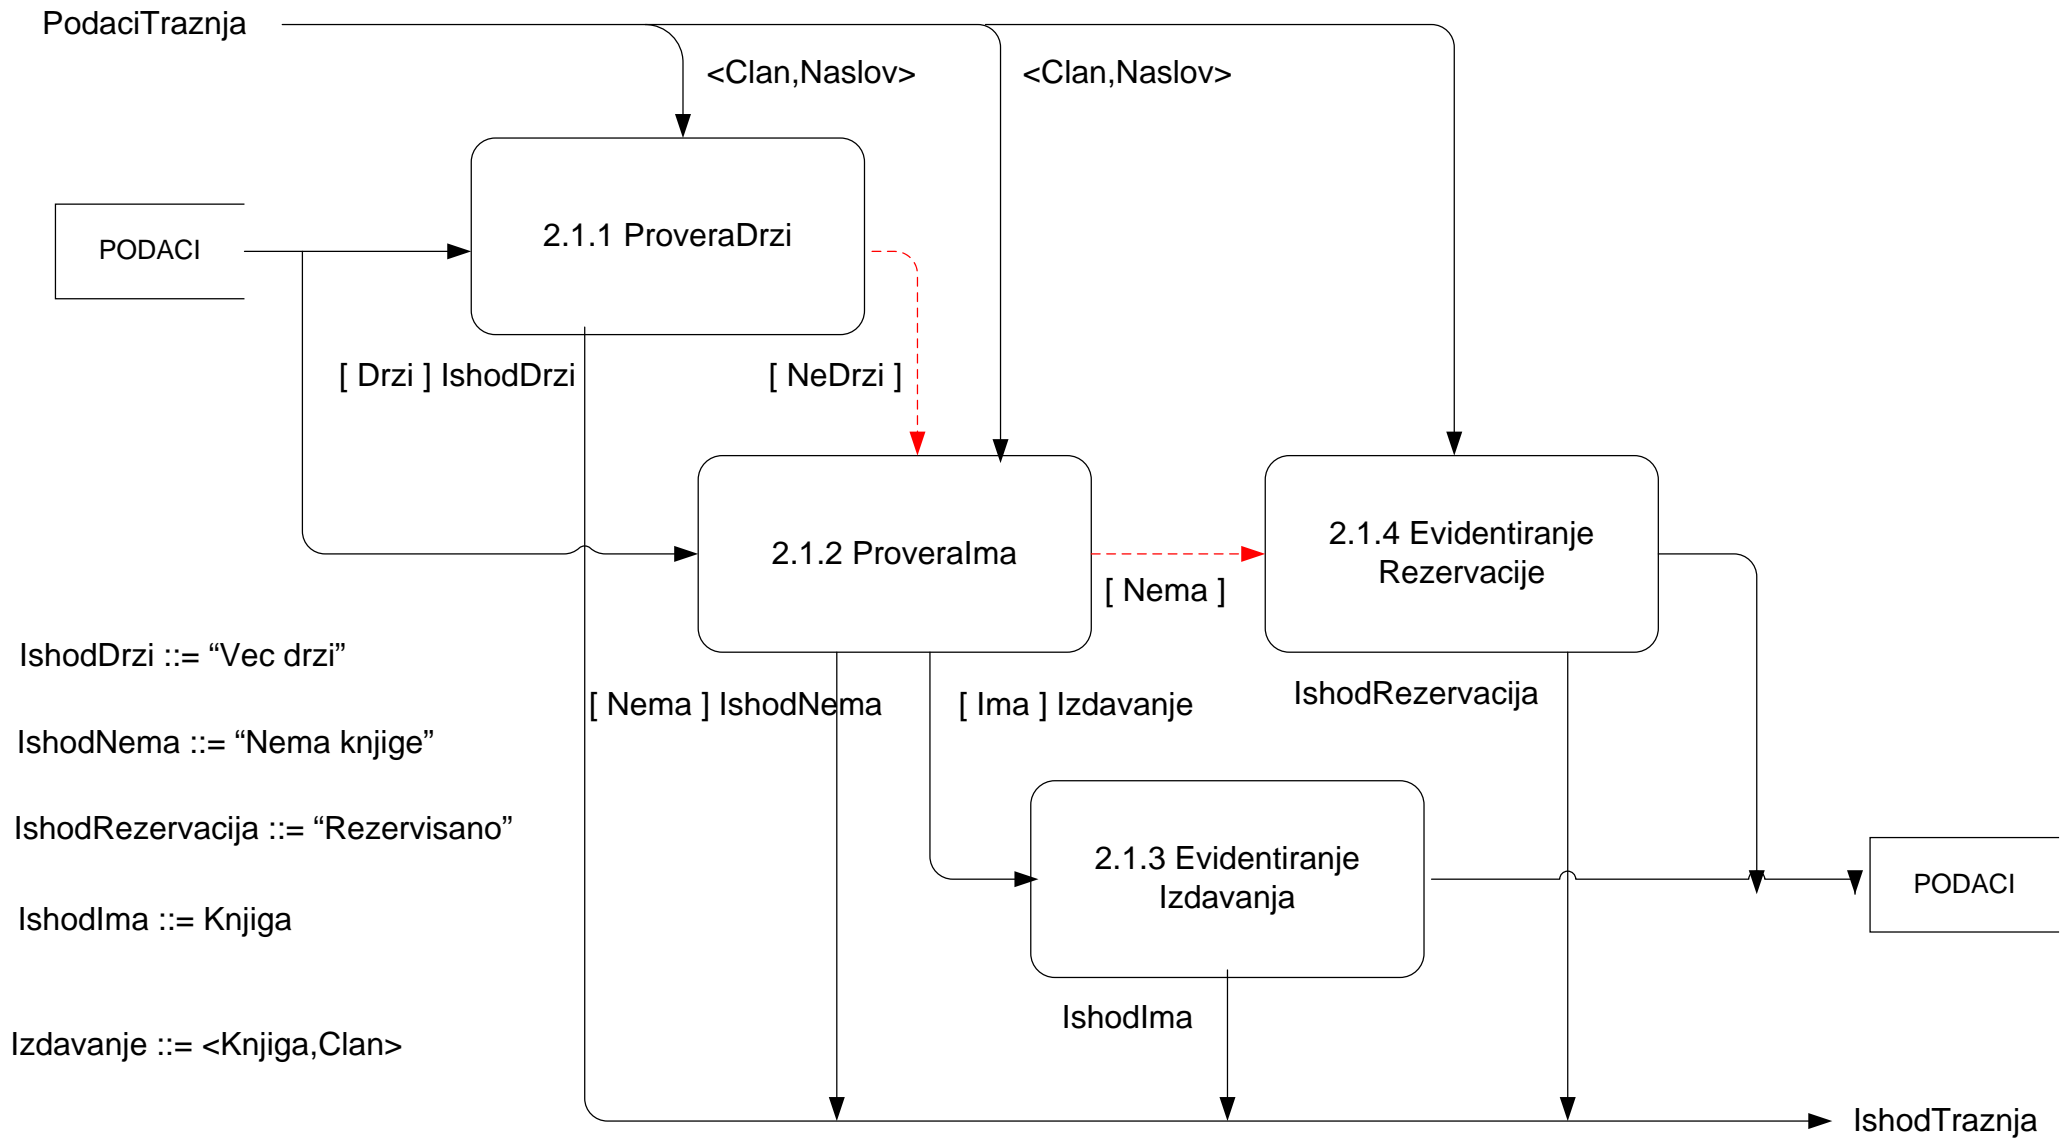 PodaciTraznja
<Clan,Naslov>
<Clan,Naslov>
2.1.1 ProveraDrzi
PODACI
[ Drzi ] IshodDrzi
[ NeDrzi ]
2.1.2 ProveraIma
2.1.4 Evidentiranje
Rezervacije
[ Nema ]
IshodDrzi ::= “Vec drzi”
[ Nema ] IshodNema
[ Ima ] Izdavanje
IshodRezervacija
IshodNema ::= “Nema knjige”
IshodRezervacija ::= “Rezervisano”
2.1.3 Evidentiranje
Izdavanja
PODACI
IshodIma ::= Knjiga
IshodIma
Izdavanje ::= <Knjiga,Clan>
IshodTraznja